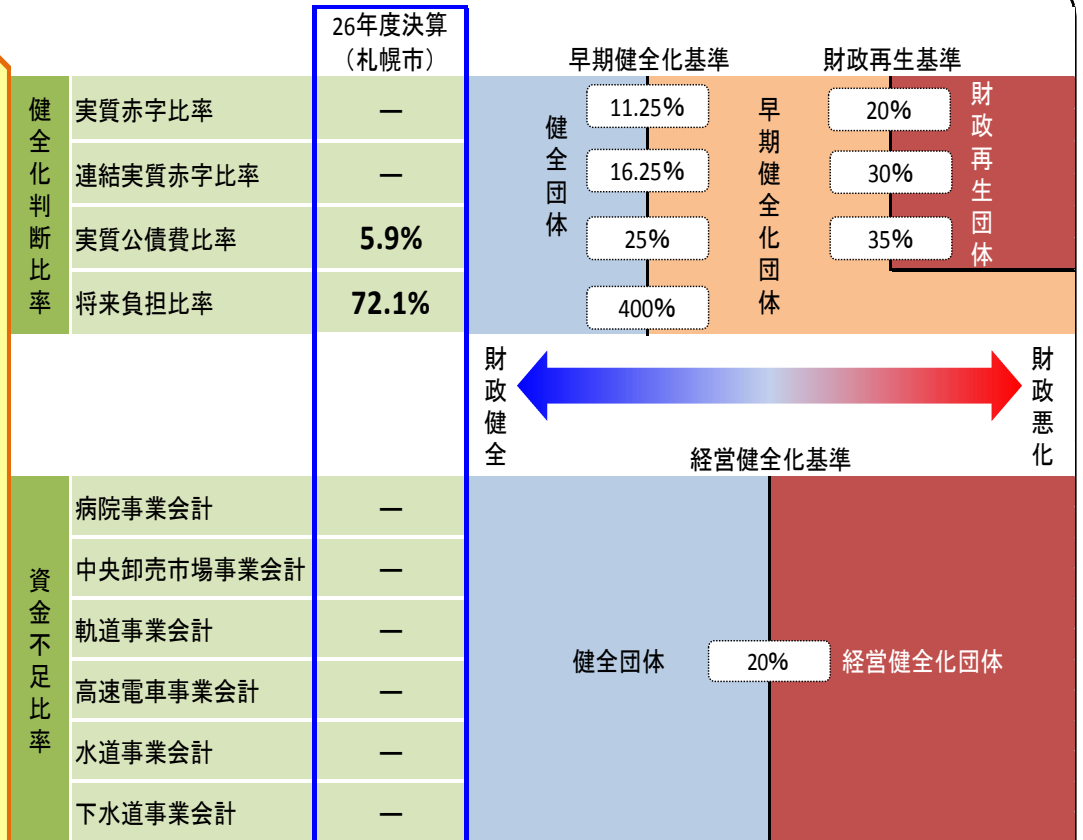 26年度決算
（札幌市）
早期健全化基準
財政再生基準
健全化判断比率
実質赤字比率
―
11.25%
20%
連結実質赤字比率
―
16.25%
30%
実質公債費比率
5.9%
25%
35%
将来負担比率
72.1%
400%
健全団体
早期健全化団体
財政再生団体
財政健全
財政悪化
経営健全化基準
資金不足比率
病院事業会計
―
中央卸売市場事業会計
―
軌道事業会計
―
高速電車事業会計
―
水道事業会計
―
下水道事業会計
―
健全団体
20%
経営健全化団体